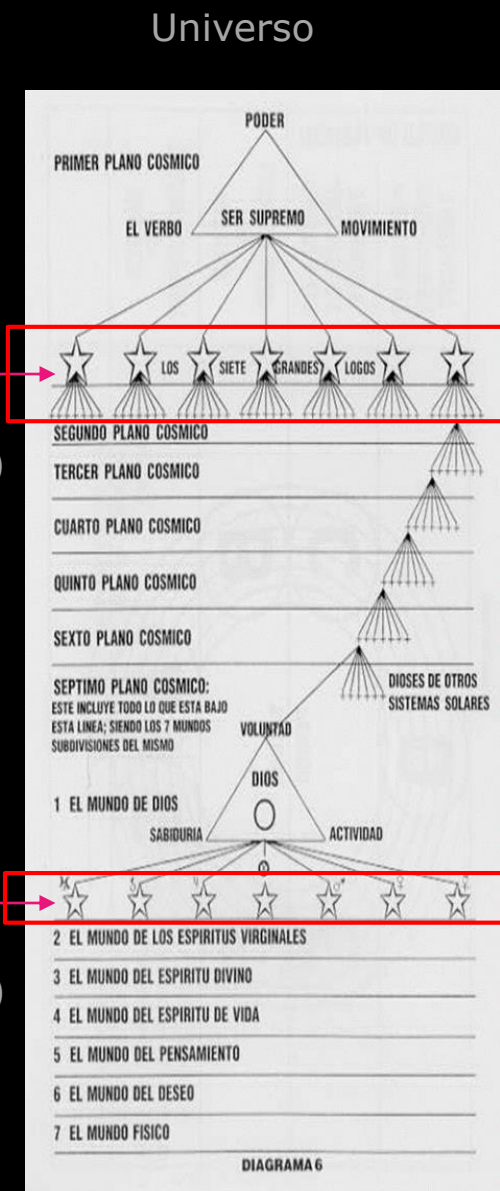 Universo
PODER
PRIMER PLANO COSMICO
EL VERBO SER SUPREMO MOVIMIENTO
LOS SIETE GRANDES LOGOS
SEGUNDO PLANO COSMICO
TERCER PLANO COSMICO
CUARTO PLANO COSMICO
QUINTO PLANO COSMICO
SEXTO PLANO COSMICO
SEPTIMO PLANO COSMICO:
ESTE INCLUYE TODO LO QUE ESTA BAJO
ESTA LINEA; SIENDO LOS 7 MUNDOS
SUBDIVISIONES DEL MISMO
DIOSES DE OTROS
SISTEMAS SOLARES
VOLUNTAD
DIOS
1 EL MUNDO DE DIOS
SABIDURIA ACTIVIDAD
2 EL MUNDO DE LOS ESPIRITUS VIRGINALES
3 EL MUNDO DEL ESPIRITU DIVINO
4 EL MUNDO DEL ESPIRITU DE VIDA
5 EL MUNDO DEL PENSAMIENTO
6 EL MUNDO DEL DESEO
7 EL MUNDO FISICO
DIAGRAMA 6